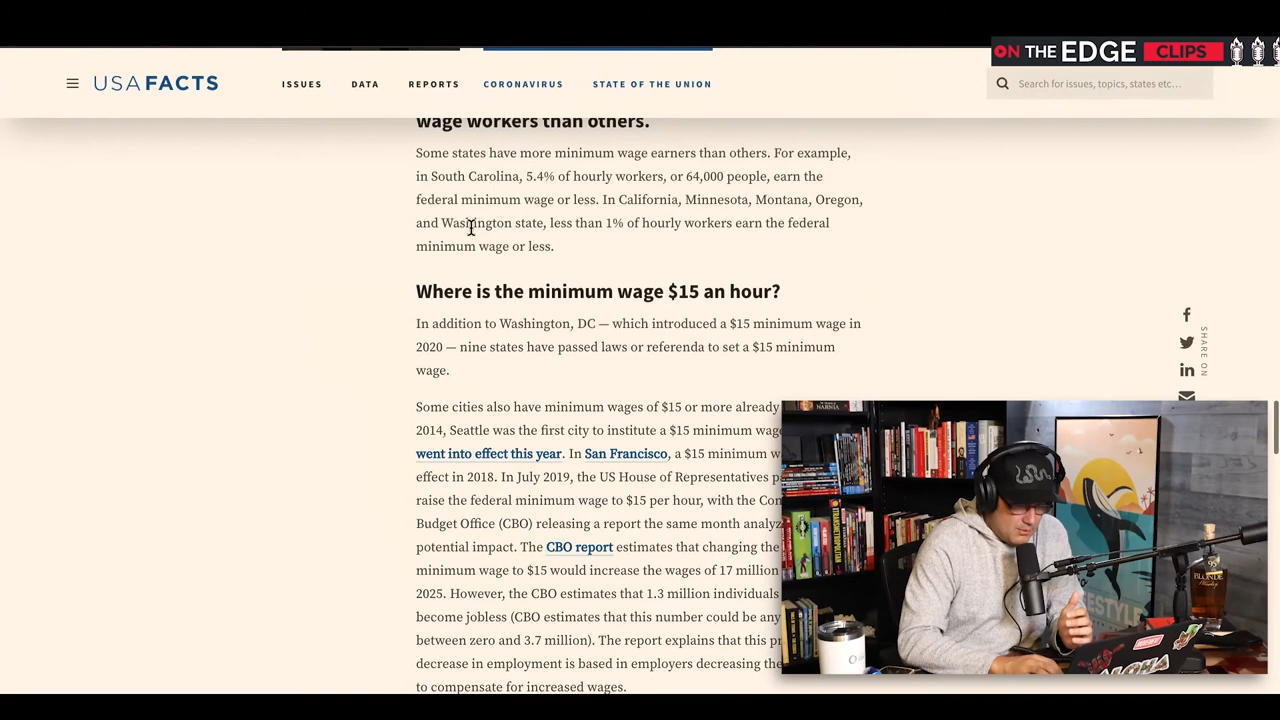 ON THE EDGE CLIPS
USAFACTS
ISSUES DATA REPORTS CORONAVIRUS STATE OF THE UNION
Search for issues, topics, states etc…
wage workers than others.
Some states have more minimum wage earners than others. For example,
in South Carolina, 5.4% of hourly workers, or 64,000 people, earn the
federal minimum wage or less. In California, Minnesota, Montana, Oregon,
and Washington state, less than 1% of hourly workers earn the federal
minimum wage or less.
Where is the minimum wage $15 an hour?
In addition to Washington, DC — which introduced a $15 minimum wage in
2020 — nine states have passed laws or referenda to set a $15 minimum
wage.
SHARE ON
Some cities also have minimum wages of $15 or more already
2014, Seattle was the first city to institute a $15 minimum wage
went into effect this year. In San Francisco, a $15 minimum w
effect in 2018. In July 2019, the US House of Representatives p
raise the federal minimum wage to $15 per hour, with the Con
Budget Office (CBO) releasing a report the same month analyz
potential impact. The CBO report estimates that changing the
minimum wage to $15 would increase the wages of 17 million
2025. However, the CBO estimates that 1.3 million individuals
become jobless (CBO estimates that this number could be any
between zero and 3.7 million). The report explains that this pr
decrease in employment is based in employers decreasing the
to compensate for increased wages.
NARNIA
TRANSMETROPOLITAN
BLONDE
ESTYLE
ALOHA